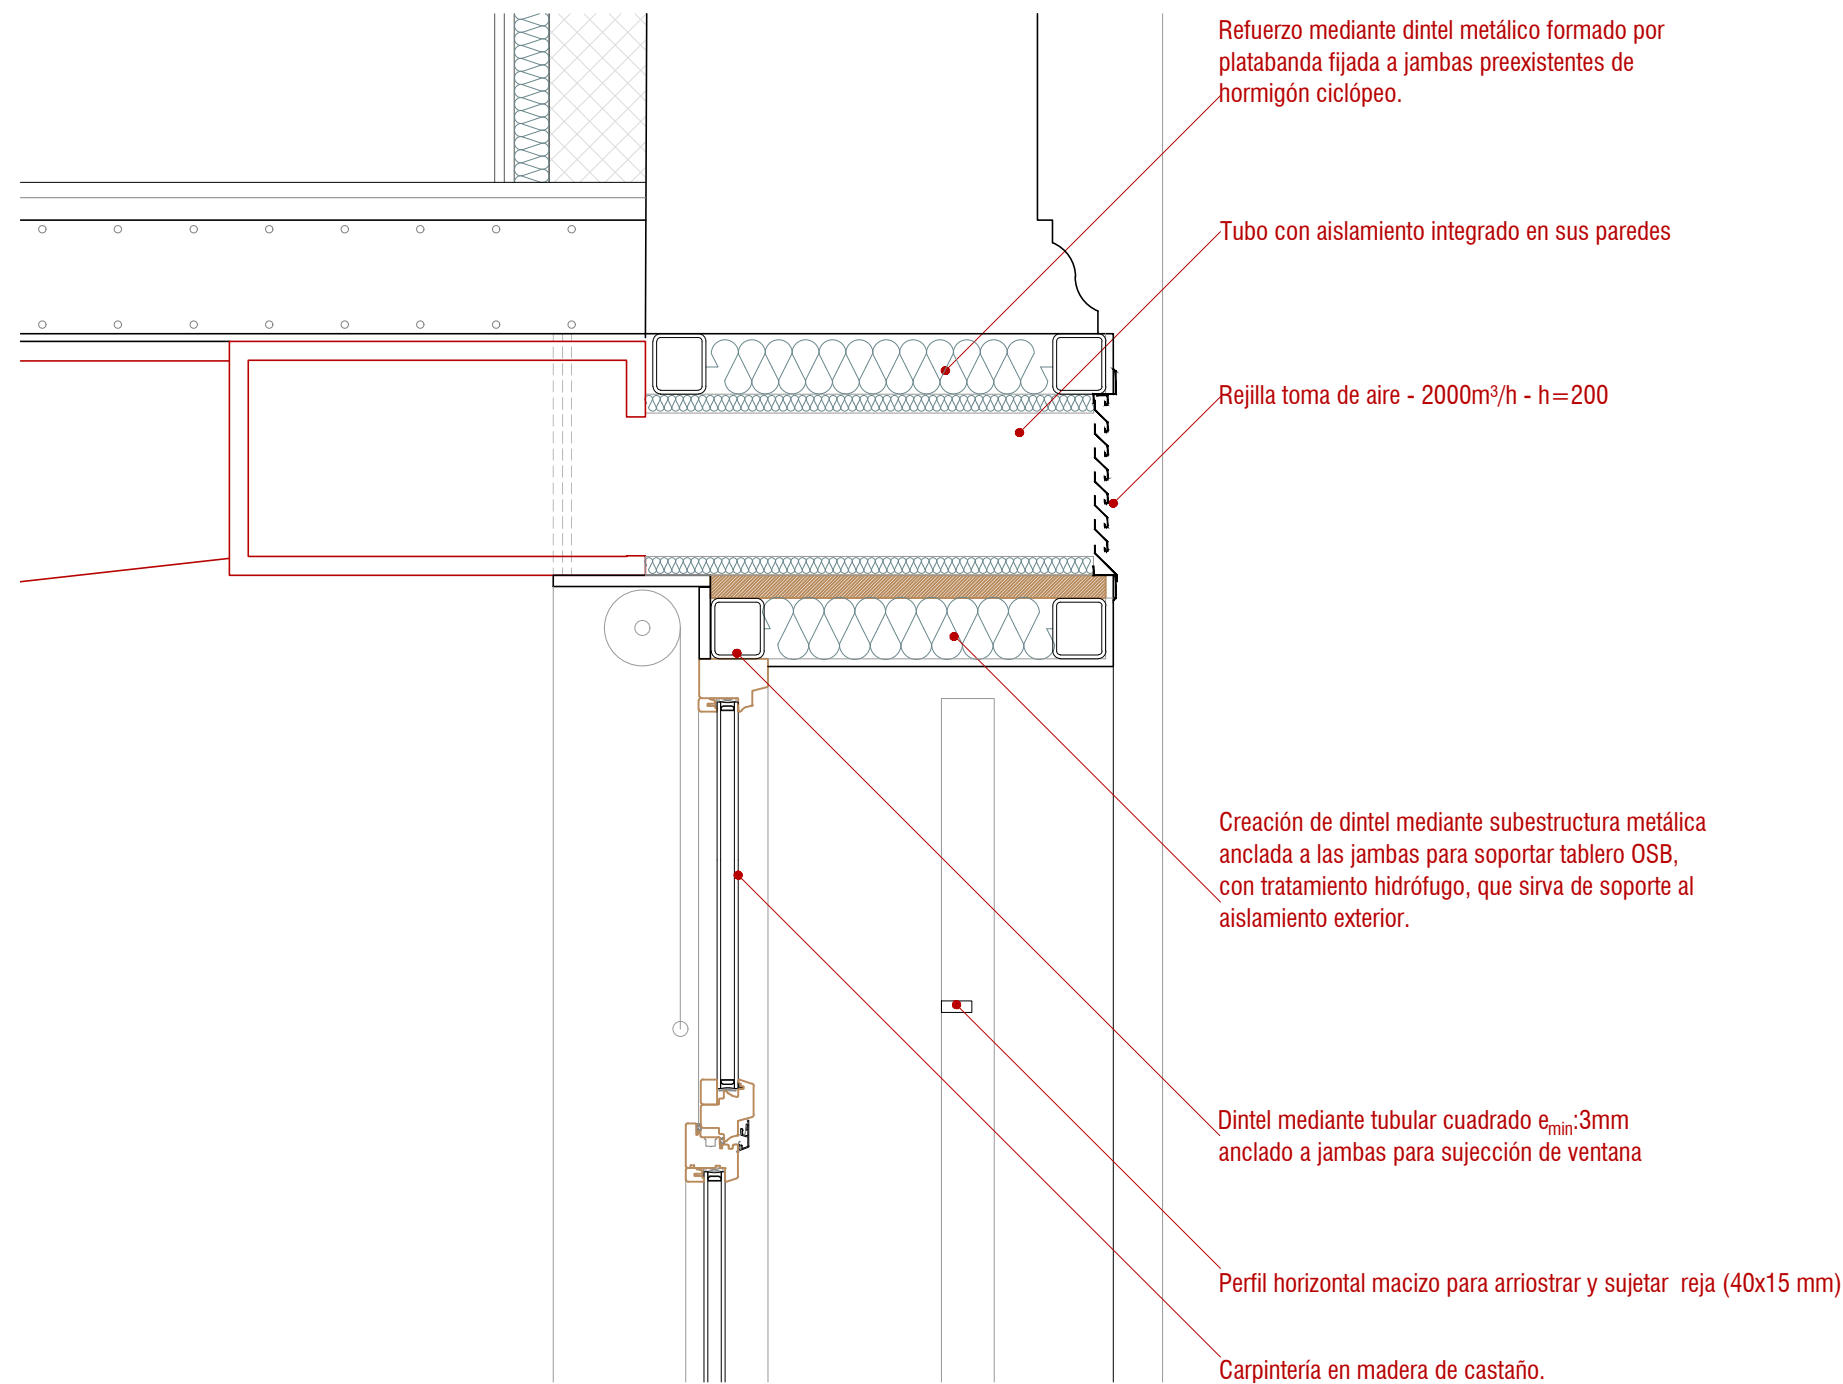 Refuerzo mediante dintel metálico formado por
platabanda fijada a jambas preexistentes de
hormigón ciclópeo.
Tubo con aislamiento integrado en sus paredes
Rejilla toma de aire - 2000m³/h - h=200
Creación de dintel mediante subestructura metálica
anclada a las jambas para soportar tablero OSB,
con tratamiento hidrófugo, que sirva de soporte al
aislamiento exterior.
Dintel mediante tubular cuadrado emin:3mm
anclado a jambas para sujección de ventana
Perfil horizontal macizo para arriostrar y sujetar reja (40x15 mm)
Carpintería en madera de castaño.